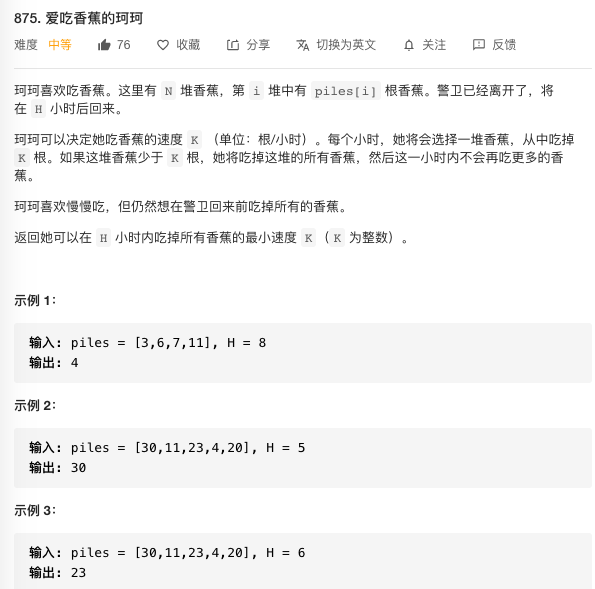 875. 爱吃香蕉的珂珂
难度 中等 76 收藏 分享 切换为英文 关注 反馈
珂珂喜欢吃香蕉。这里有 N 堆香蕉，第 i 堆中有 piles[i] 根香蕉。警卫已经离开了，将
在 H 小时后回来。
珂珂可以决定她吃香蕉的速度 K （单位：根/小时）。每个小时，她将会选择一堆香蕉，从中吃掉
K 根。如果这堆香蕉少于 K 根，她将吃掉这堆的所有香蕉，然后这一小时内不会再吃更多的香
蕉。
珂珂喜欢慢慢吃，但仍然想在警卫回来前吃掉所有的香蕉。
返回她可以在 H 小时内吃掉所有香蕉的最小速度 K（K 为整数）。
示例 1：
输入: piles = [3,6,7,11], H = 8
输出: 4
示例 2：
输入: piles = [30,11,23,4,20], H = 5
输出: 30
示例 3：
输入: piles = [30,11,23,4,20], H = 6
输出: 23